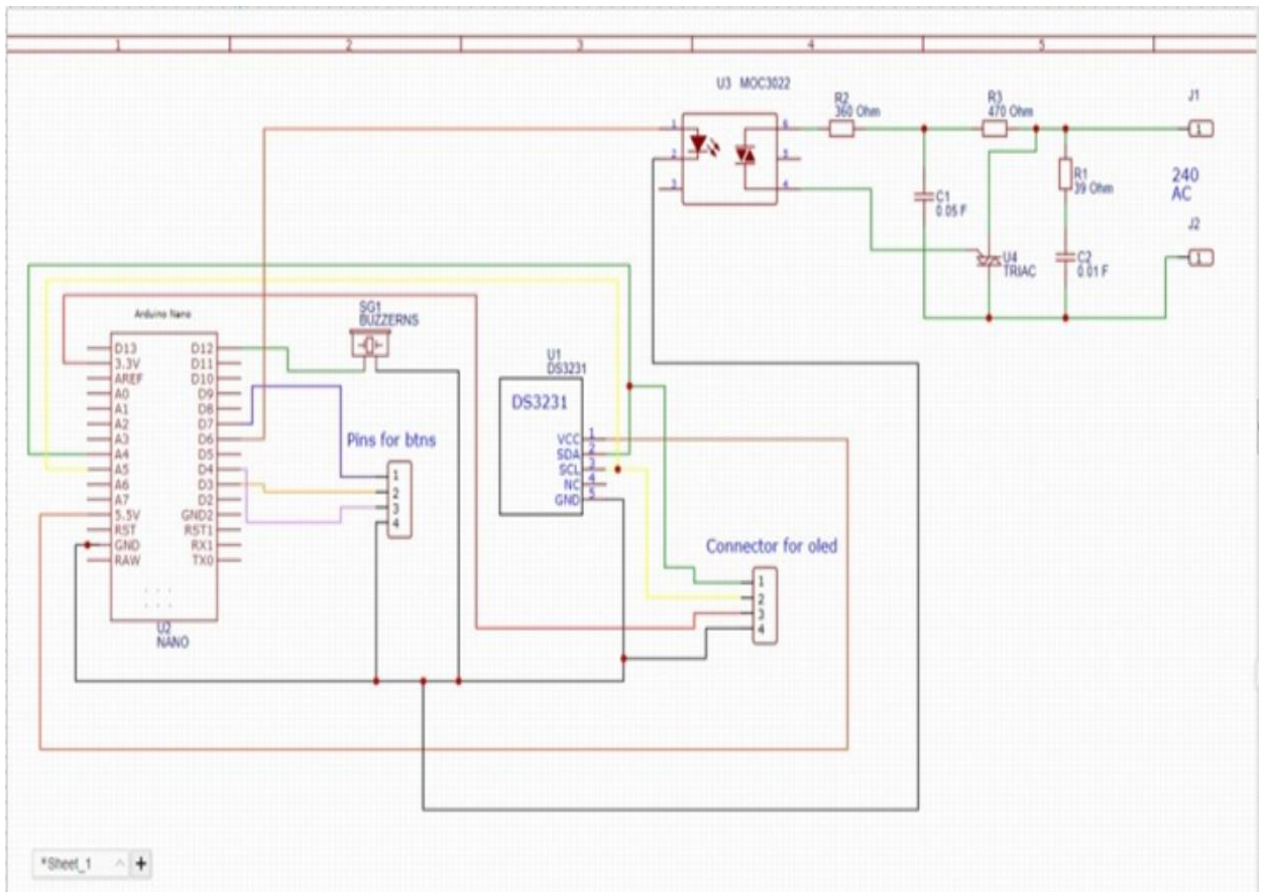 1 2 3 4 5
U3 MOC3022
1
2
3
6
5
4
R2
360 Ohm
R3
470 Ohm
J1
1
R1
39 Ohm
240
AC
C1
0.05 F
J2
1
U4
TRIAC
C2
0.01 F
Arduino Nano
SG1
BUZZERNS
D13 D12
3.3V D11
AREF D10
A0 D9
A1 D8
A2 D7
A3 D6
A4 D5
A5 D4
A6 D3
A7 D2
5.5V GND2
RST RST1
GND RX1
RAW TX0
U2
NANO
Pins for btns
1
2
3
4
U1
DS3231
DS3231
VCC 1
SDA 2
SCL 3
NC 4
GND 5
Connector for oled
1
2
3
4
*Sheet_1